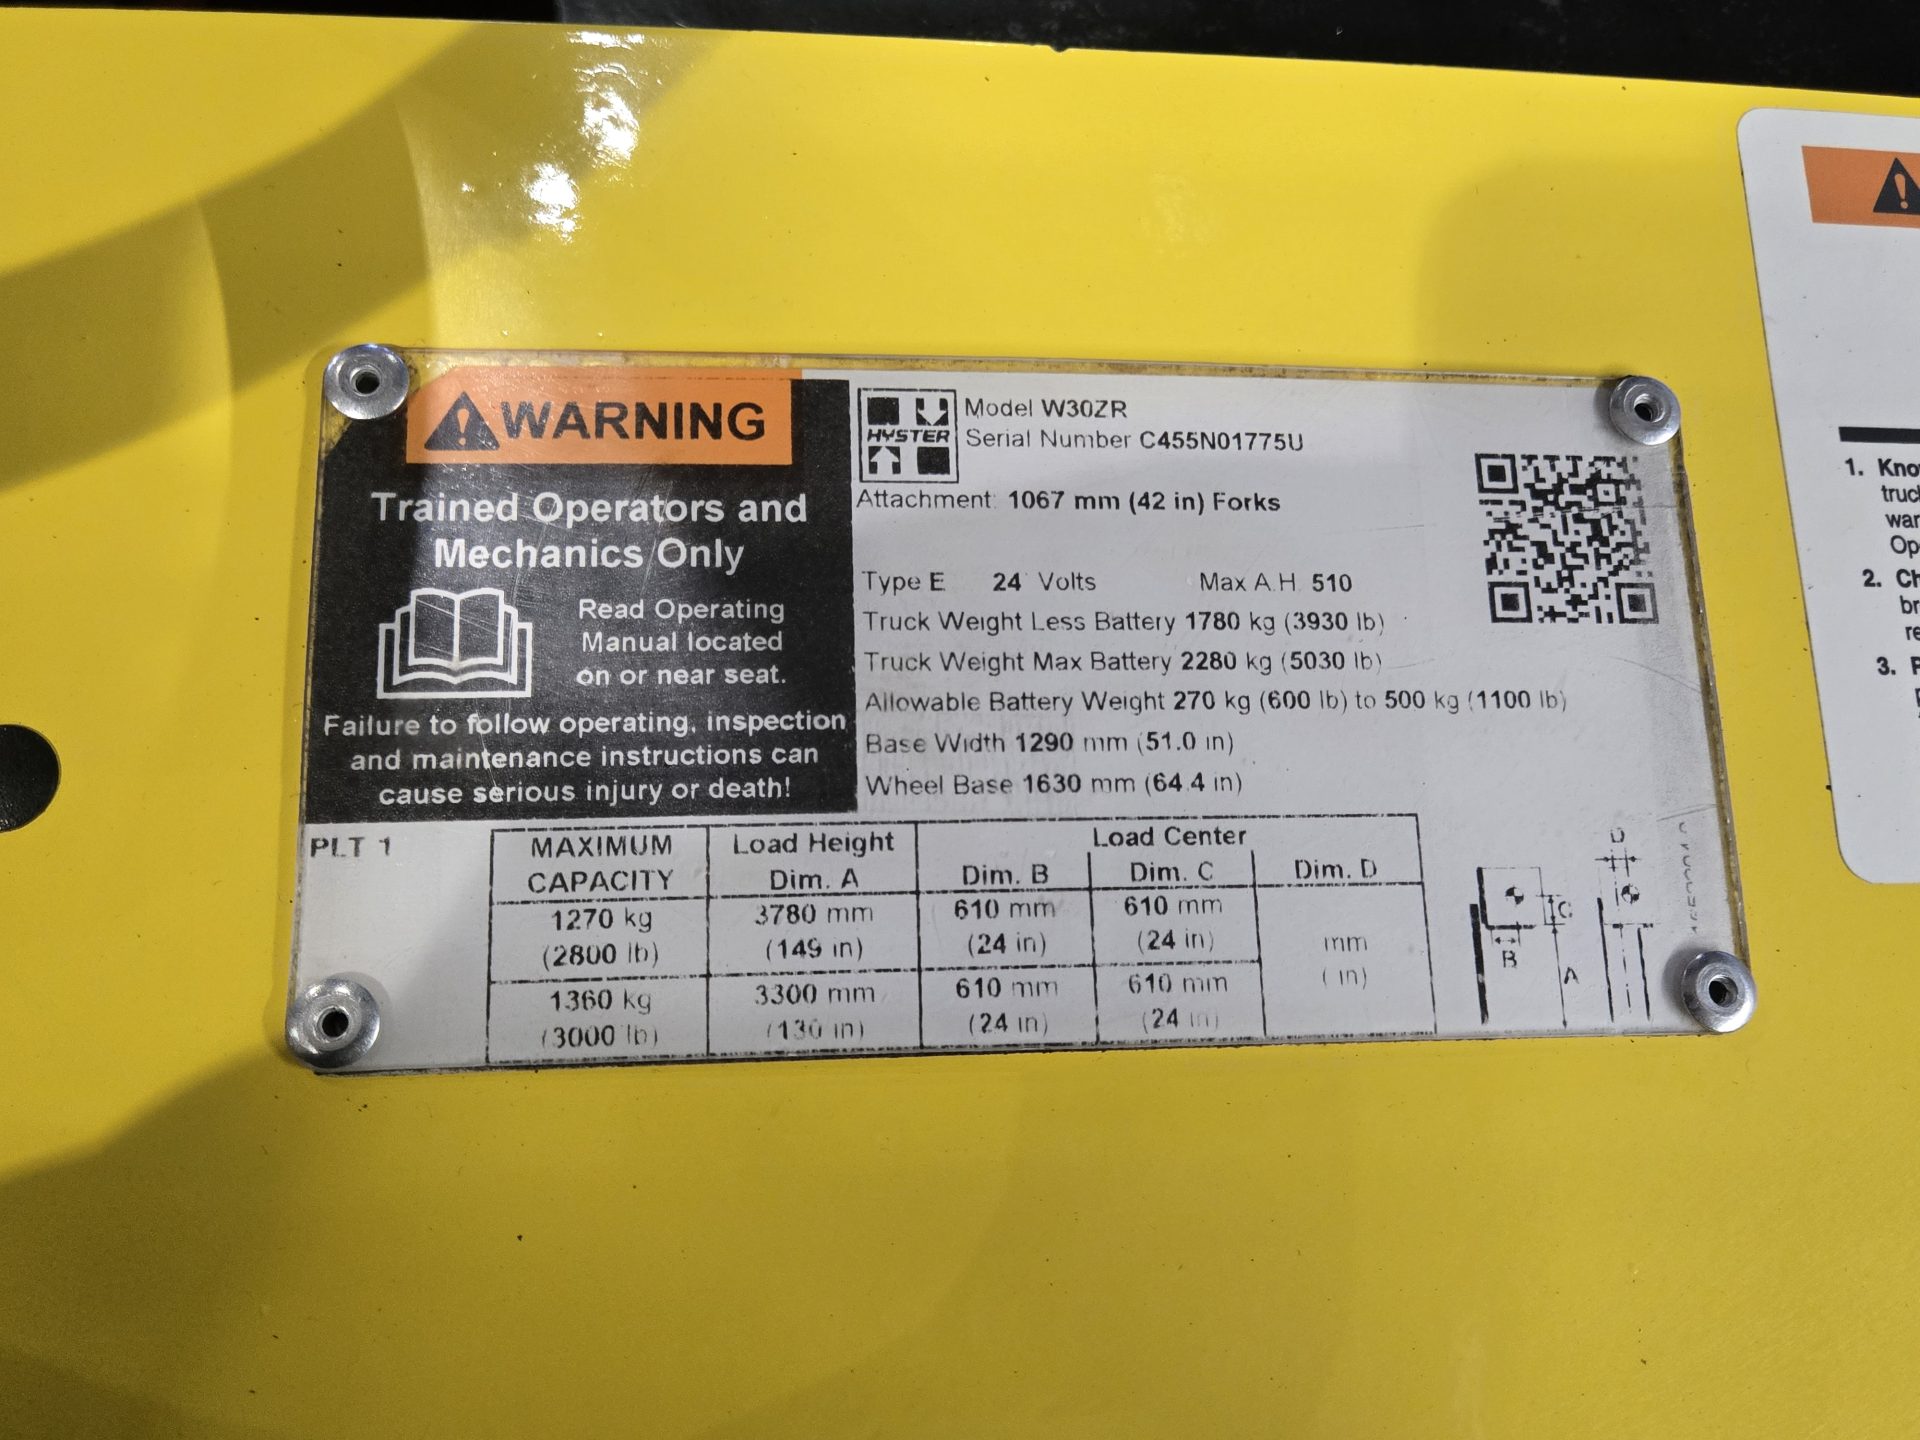 WARNING
Trained Operators and
Mechanics Only
Read Operating
Manual located
on or near seat.
Failure to follow operating, inspection
and maintenance instructions can
cause serious injury or death!
HYSTER
Model W30ZR
Serial Number C455N01775U
Attachment: 1067 mm (42 in) Forks
Type E 24 Volts Max A.H. 510
Truck Weight Less Battery 1780 kg (3930 lb)
Truck Weight Max Battery 2280 kg (5030 lb)
Allowable Battery Weight 270 kg (600 lb) to 500 kg (1100 lb)
Base Width 1290 mm (51.0 in)
Wheel Base 1630 mm (64.4 in)
PLT 1
MAXIMUM Load Height Load Center
CAPACITY Dim. A Dim. B Dim. C Dim. D
1270 kg 3780 mm 610 mm 610 mm
(2800 lb) (149 in) (24 in) (24 in) mm
1360 kg 3300 mm 610 mm 610 mm ( in)
(3000 lb) (130 in) (24 in) (24 in)
D
C
B
A
1.
2.
3.